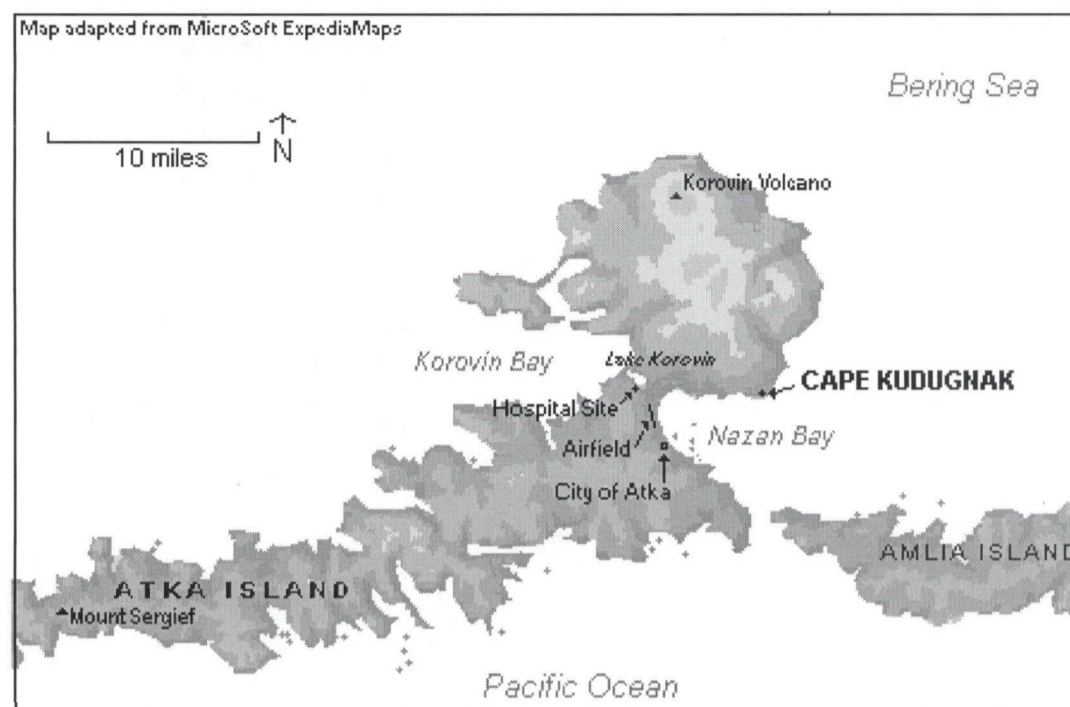 Map adapted from MicroSoft ExpediaMaps
Bering Sea
10 miles
N
Korovin Volcano
Korovin Bay
Lake Korovin
CAPE KUDUGNAK
Hospital Site
Nazan Bay
Airfield
City of Atka
AMLIA ISLAND
ATKA ISLAND
Mount Sergief
Pacific Ocean